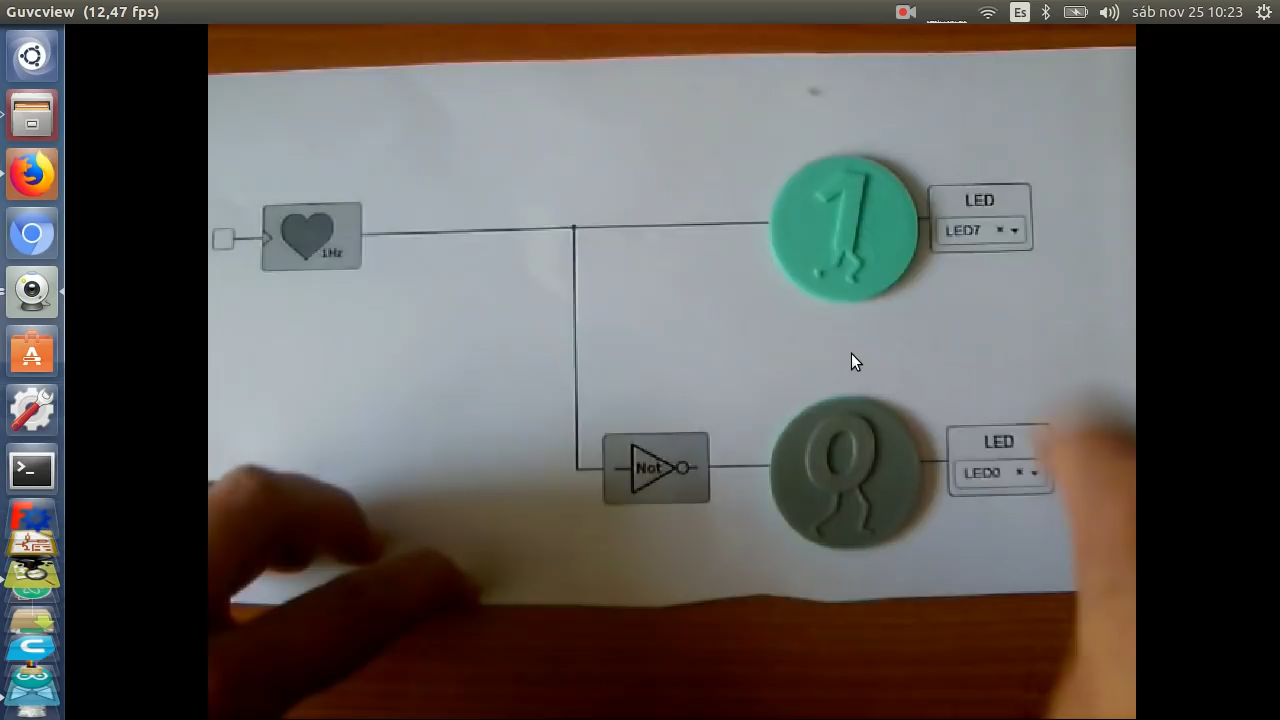 Guvcview (12,47 fps)
Es
sáb nov 25 10:23
1
LED
LED7
1Hz
Not
0
LED
LED0